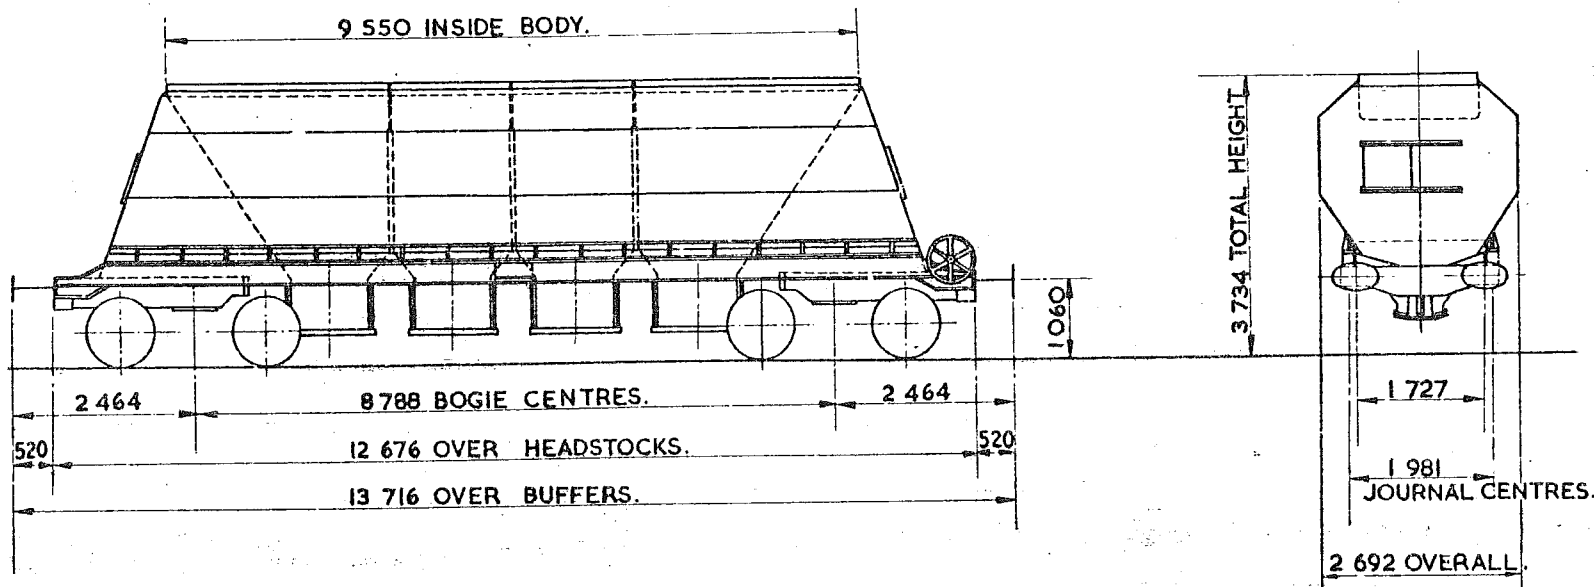 9 550 INSIDE BODY.
3 734 TOTAL HEIGHT
1060
2 464
8 788 BOGIE CENTRES.
2 464
1 727
520
12 676 OVER HEADSTOCKS.
520
1 981
JOURNAL CENTRES.
13 716 OVER BUFFERS.
2 692 OVERALL.